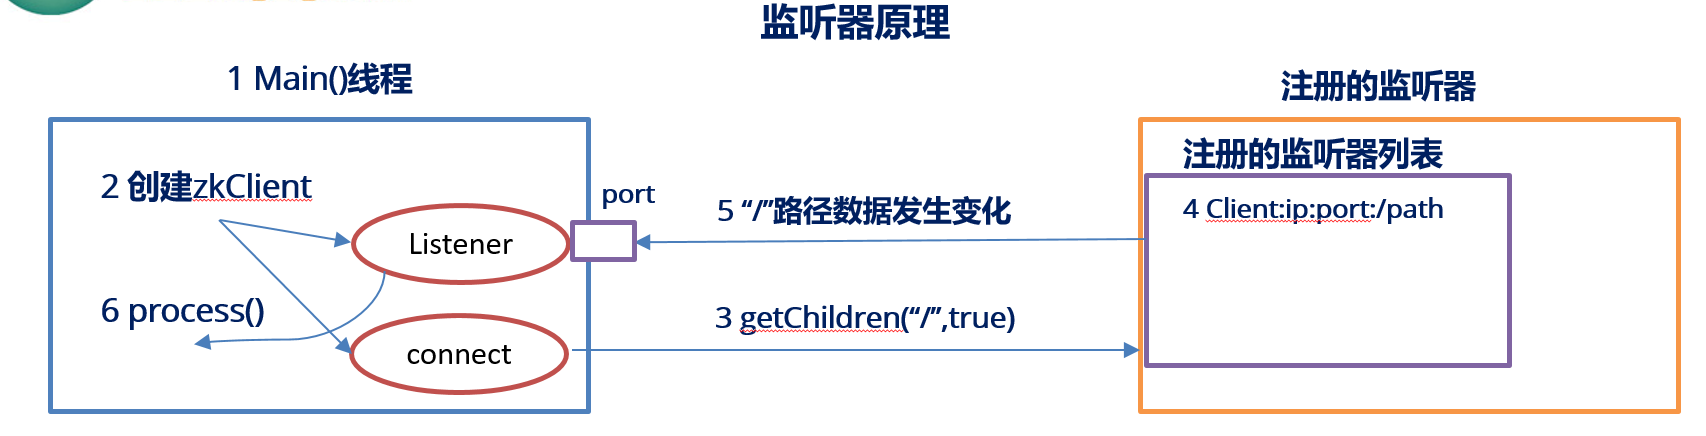 监听器原理
1 Main()线程
注册的监听器
注册的监听器列表
2 创建zkClient
port
5 “/”路径数据发生变化
4 Client:ip:port:/path
Listener
6 process()
3 getChildren(“/”,true)
connect